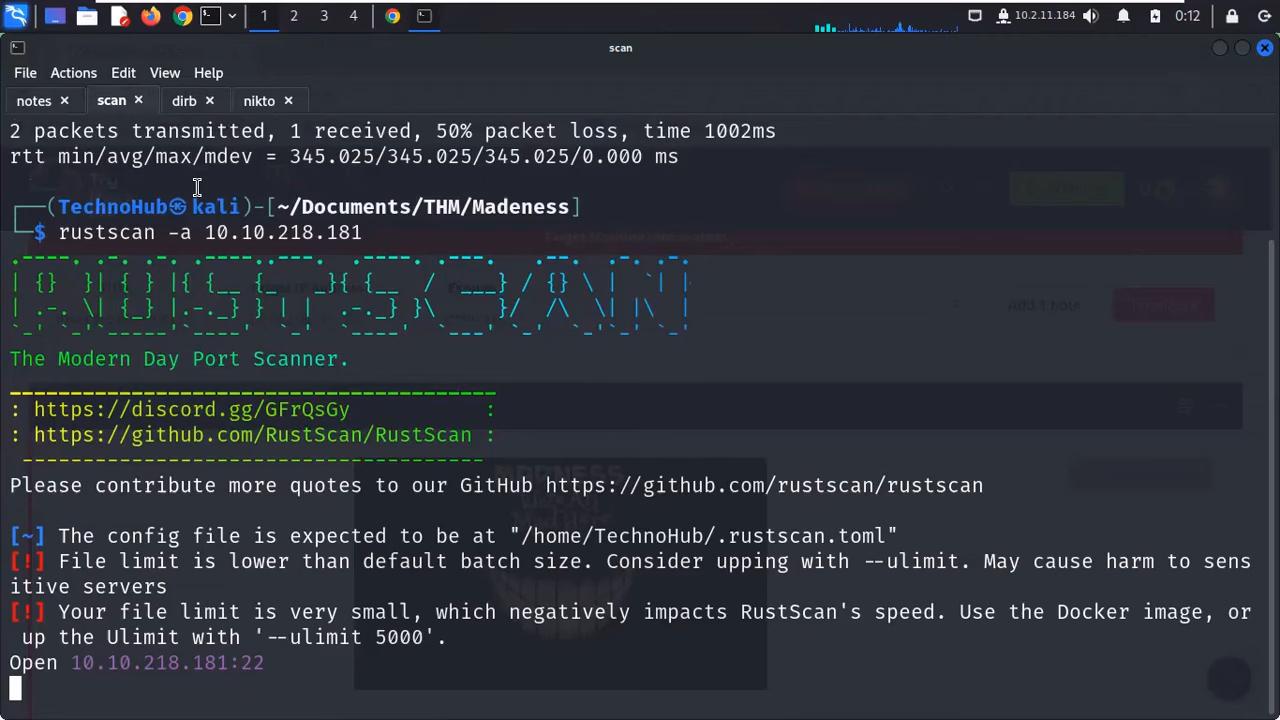 1 2 3 4 10.2.11.184 0:12
scan
File Actions Edit View Help
notes scan dirb nikto
2 packets transmitted, 1 received, 50% packet loss, time 1002ms
rtt min/avg/max/mdev = 345.025/345.025/345.025/0.000 ms
┌──(TechnoHub㉿kali)-[~/Documents/THM/Madeness]
└─$ rustscan -a 10.10.218.181
.----. .-. .-. .----..---.  .----. .---.   .--.  .-. .-.
| {}  }| { } |{ {__ {_   _}{ {__  /  ___} / {} \ |  `| |
| .-. \| {_} |.-._} } | |  .-._} }\     }/  /\  \| |\  |
`-' `-'`-----'`----'  `-'  `----'  `---' `-'  `-'`-' `-'
The Modern Day Port Scanner.
________________________________________
: https://discord.gg/GFrQsGy           :
: https://github.com/RustScan/RustScan :
--------------------------------------
Please contribute more quotes to our GitHub https://github.com/rustscan/rustscan
[~] The config file is expected to be at "/home/TechnoHub/.rustscan.toml"
[!] File limit is lower than default batch size. Consider upping with --ulimit. May cause harm to sens
itive servers
[!] Your file limit is very small, which negatively impacts RustScan's speed. Use the Docker image, or
up the Ulimit with '--ulimit 5000'.
Open 10.10.218.181:22